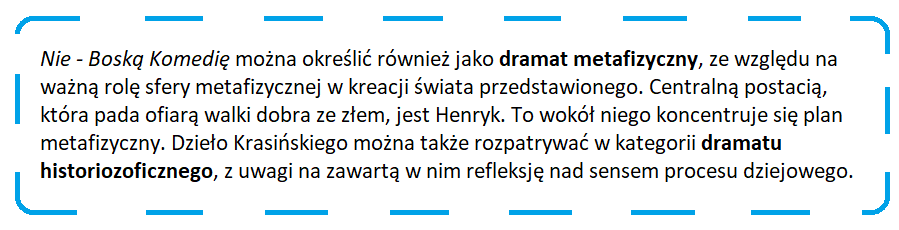 Nie - Boską Komedię można określić również jako dramat metafizyczny, ze względu na
ważną rolę sfery metafizycznej w kreacji świata przedstawionego. Centralną postacią,
która pada ofiarą walki dobra ze złem, jest Henryk. To wokół niego koncentruje się plan
metafizyczny. Dzieło Krasińskiego można także rozpatrywać w kategorii dramatu
historiozoficznego, z uwagi na zawartą w nim refleksję nad sensem procesu dziejowego.